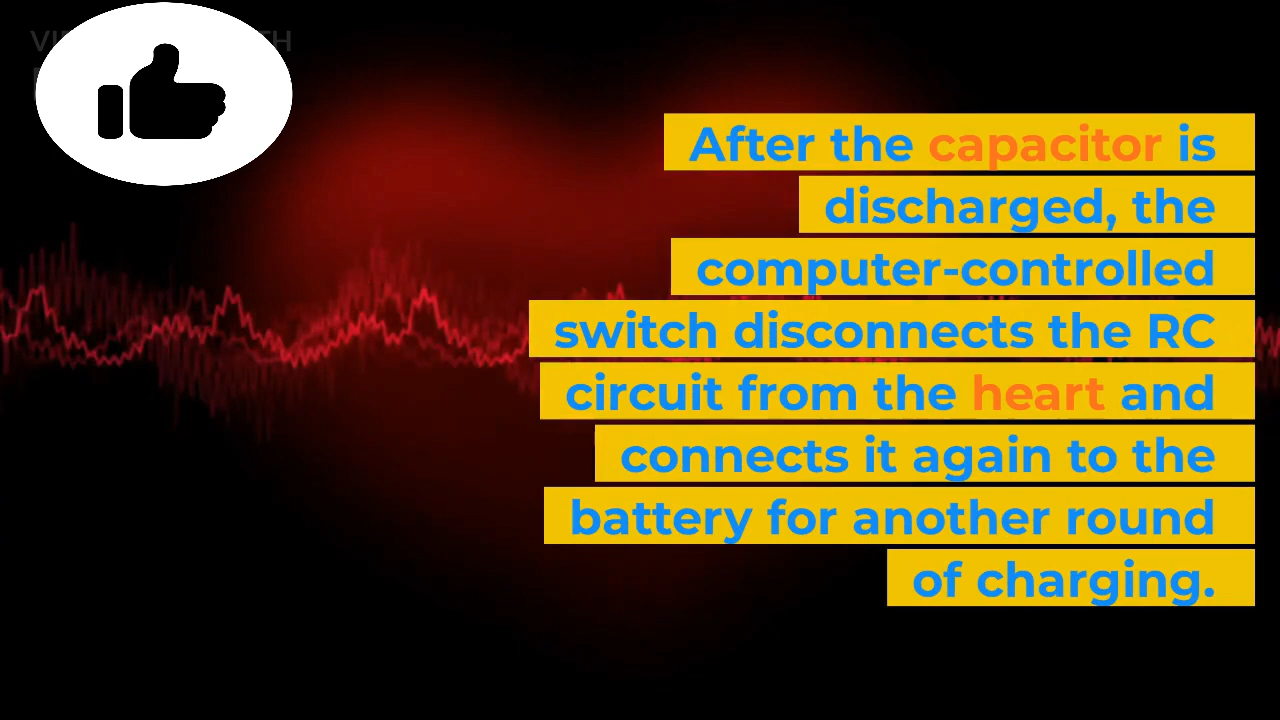 After the capacitor is
discharged, the
computer-controlled
switch disconnects the RC
circuit from the heart and
connects it again to the
battery for another round
of charging.